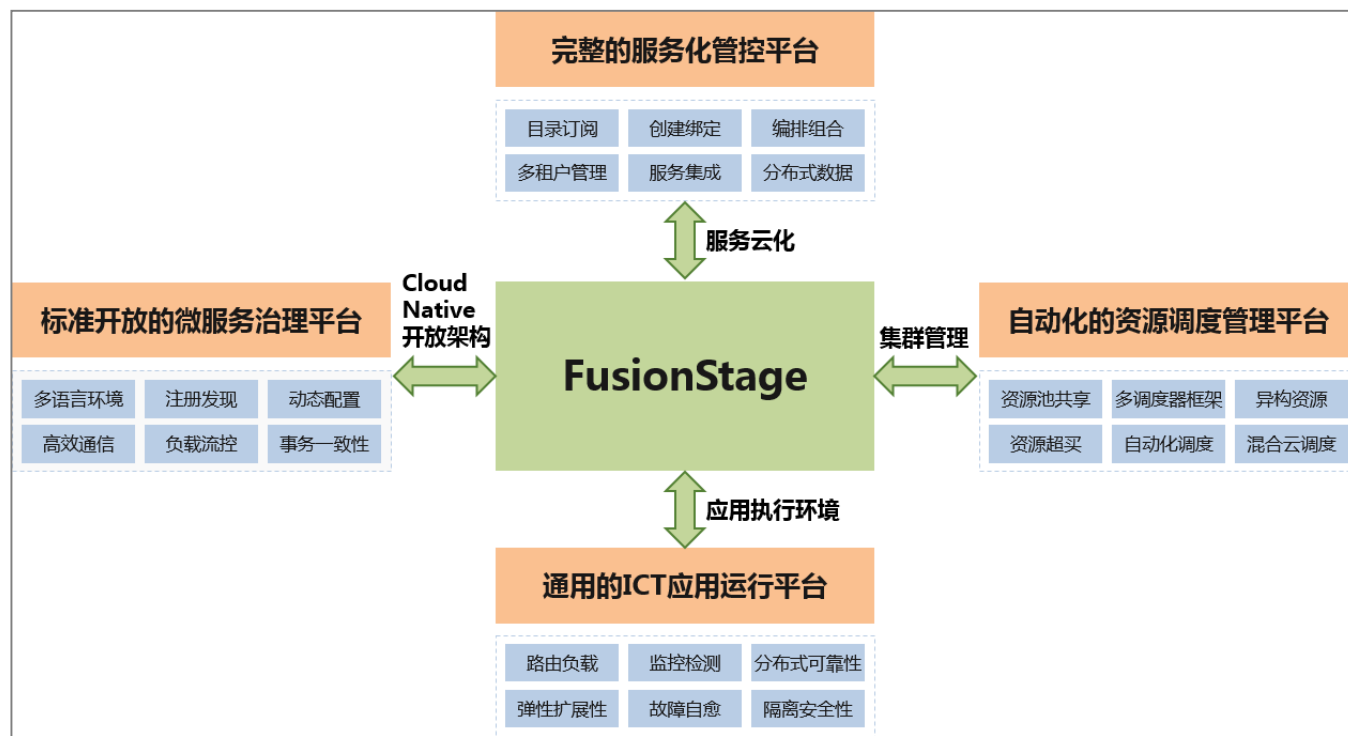 完整的服务化管控平台
目录订阅 创建绑定 编排组合
多租户管理 服务集成 分布式数据
服务云化
Cloud
Native
开放架构
标准开放的微服务治理平台
多语言环境 注册发现 动态配置
高效通信 负载流控 事务一致性
FusionStage
集群管理
自动化的资源调度管理平台
资源池共享 多调度器框架 异构资源
资源超买 自动化调度 混合云调度
应用执行环境
通用的ICT应用运行平台
路由负载 监控检测 分布式可靠性
弹性扩展性 故障自愈 隔离安全性